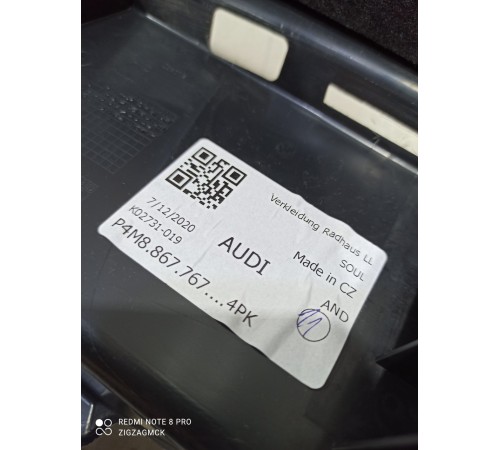 Verkleidung Radhaus LL
SOUL
Made in CZ
AND
11
7/12/2020
K02731-019
AUDI
P4M8.867.767....4PK
REDMI NOTE 8 PRO
ZIGZAGMCK